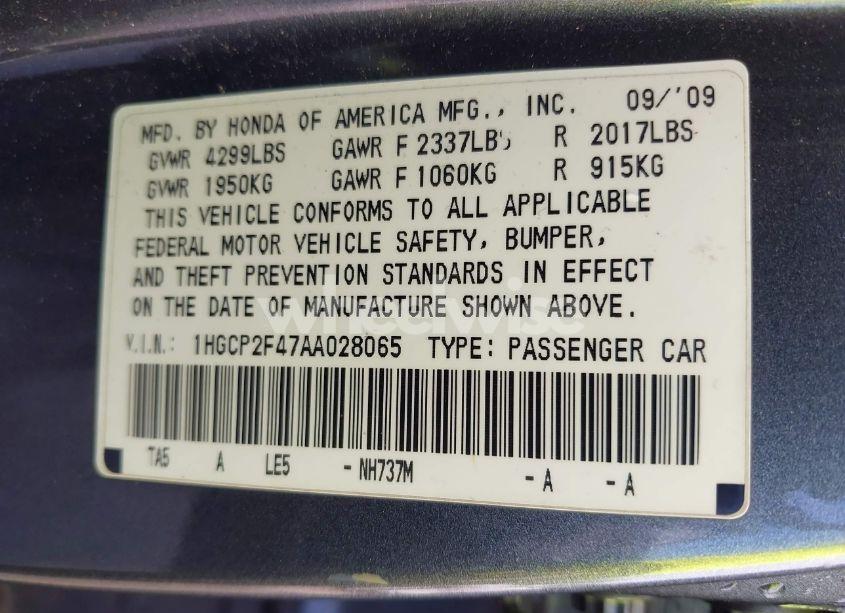 MFD. BY HONDA OF AMERICA MFG., INC. 09/'09
GVWR 4299LBS GAWR F 2337LBS R 2017LBS
GVWR 1950KG GAWR F 1060KG R 915KG
THIS VEHICLE CONFORMS TO ALL APPLICABLE
FEDERAL MOTOR VEHICLE SAFETY, BUMPER,
AND THEFT PREVENTION STANDARDS IN EFFECT
ON THE DATE OF MANUFACTURE SHOWN ABOVE.
wheelwise
V.I.N.: 1HGCP2F47AA028065 TYPE: PASSENGER CAR
TA5 A LE5 -NH737M -A -A